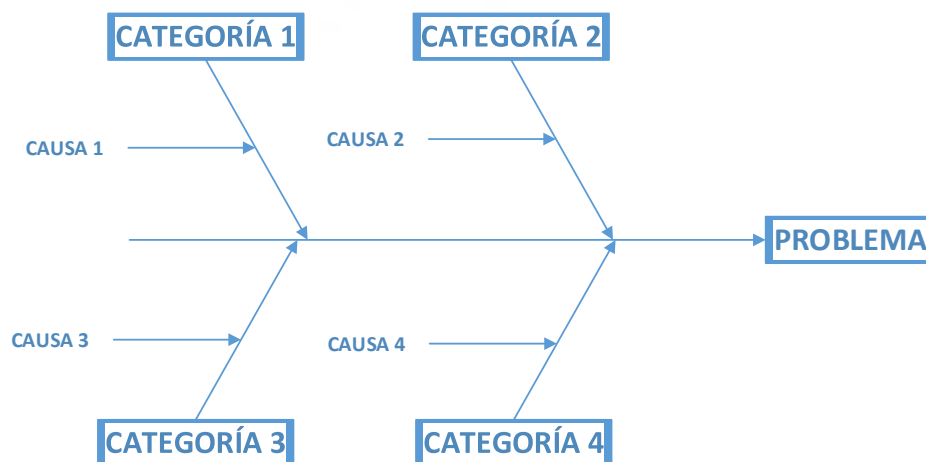 CATEGORÍA 1
CATEGORÍA 2
CAUSA 1
CAUSA 2
PROBLEMA
CAUSA 3
CAUSA 4
CATEGORÍA 3
CATEGORÍA 4